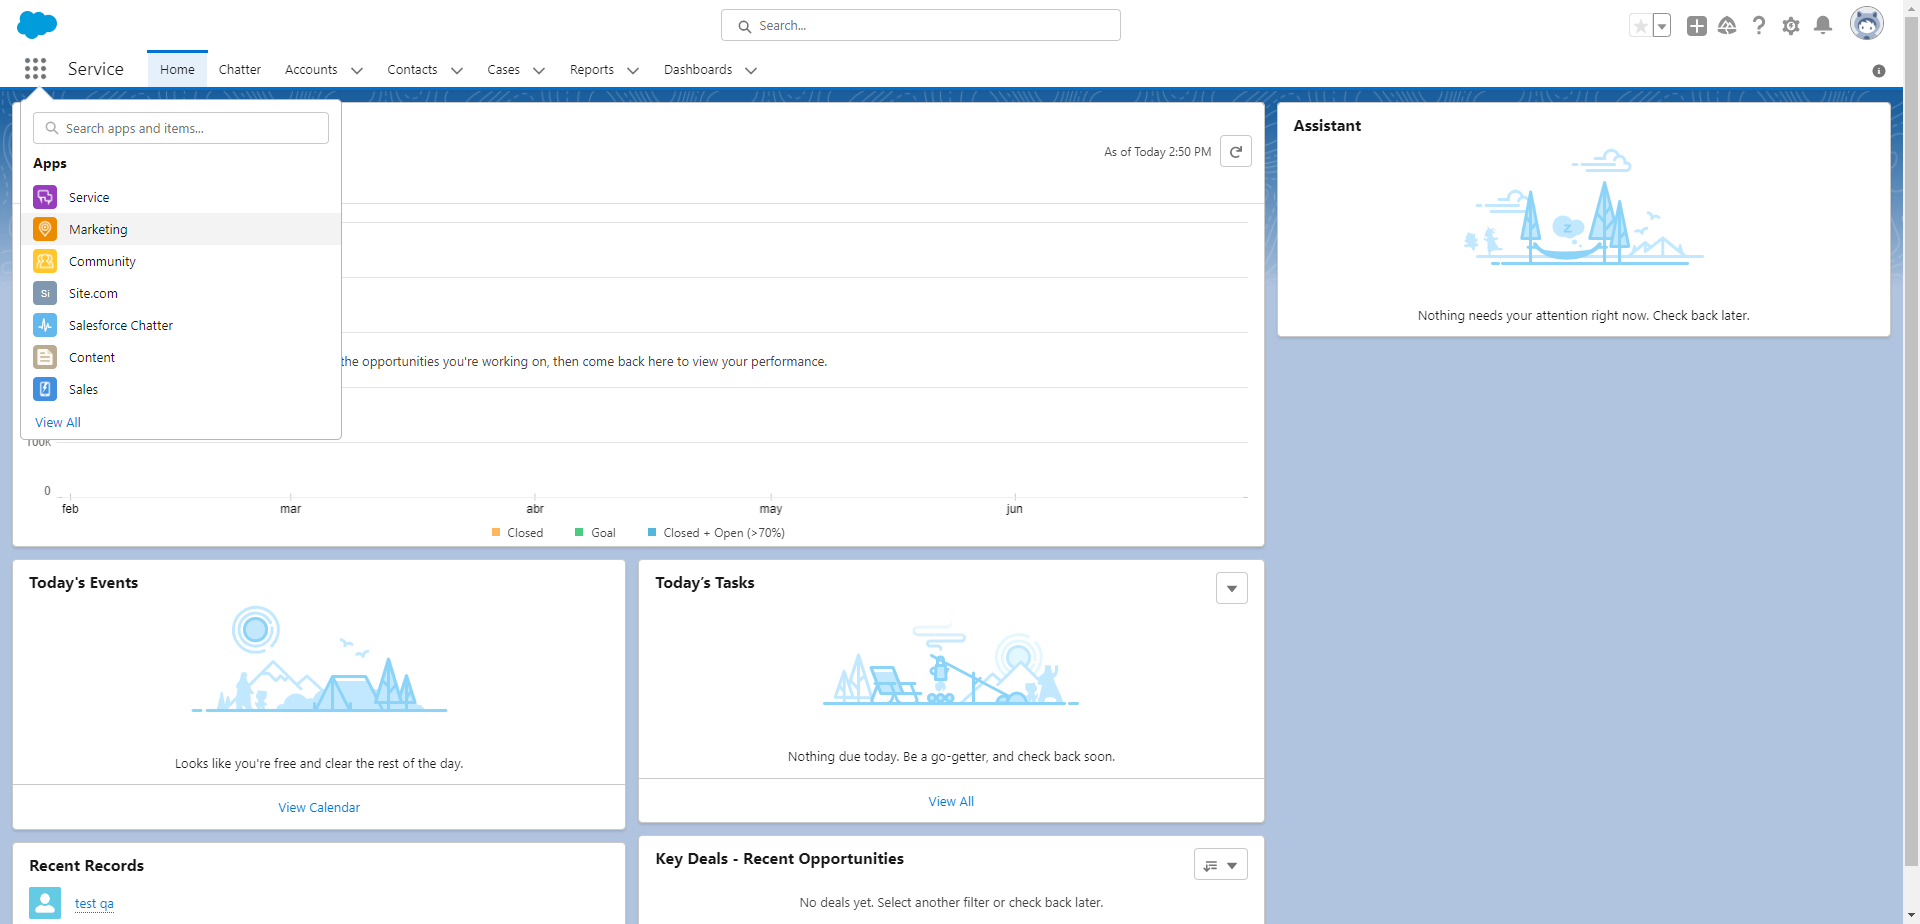 Search...
Service
Home
Chatter
Accounts
Contacts
Cases
Reports
Dashboards
Search apps and items...
Apps
Service
Marketing
Community
Si
Site.com
Salesforce Chatter
Content
Sales
View All
As of Today 2:50 PM
the opportunities you're working on, then come back here to view your performance.
100K
0
feb
mar
abr
may
jun
Closed
Goal
Closed + Open (>70%)
Assistant
z
Nothing needs your attention right now. Check back later.
Today's Events
Looks like you're free and clear the rest of the day.
View Calendar
Today’s Tasks
Nothing due today. Be a go-getter, and check back soon.
View All
Recent Records
test qa
Key Deals - Recent Opportunities
No deals yet. Select another filter or check back later.